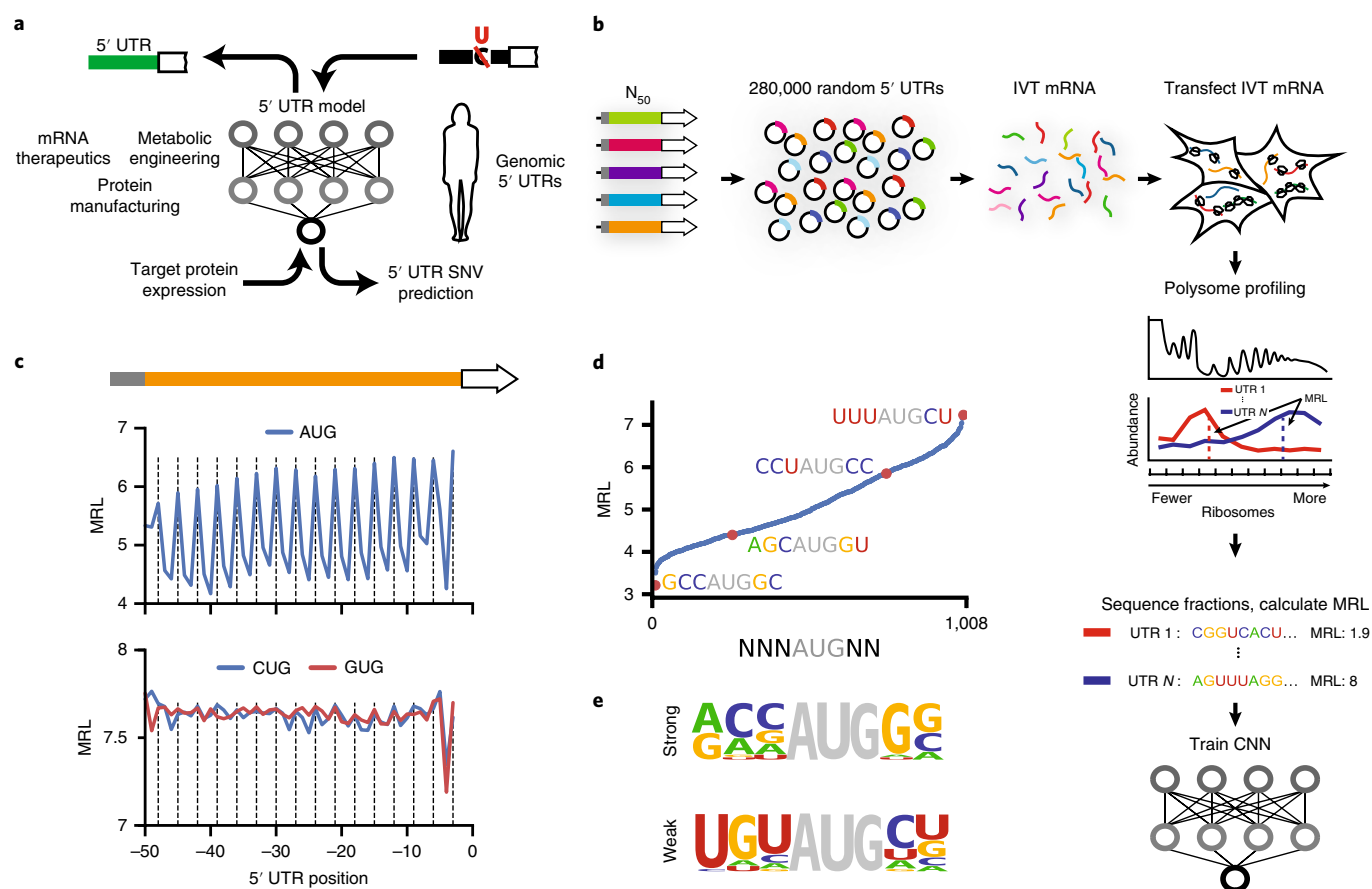 a
U
C
5′ UTR
5′ UTR model
mRNA
therapeutics
Metabolic
engineering
Protein
manufacturing
Genomic
5′ UTRs
Target protein
expression
5′ UTR SNV
prediction
b
N50
280,000 random 5′ UTRs
IVT mRNA
Transfect IVT mRNA
Polysome profiling
UTR 1
⋮
UTR N
MRL
Abundance
Fewer
More
Ribosomes
Sequence fractions, calculate MRL
UTR 1 : CGGUCACU… MRL: 1.9
⋮
UTR N : AGUUUAGG… MRL: 8
Train CNN
c
AUG
MRL
7
6
5
4
CUG
GUG
MRL
8
7.5
7
–50
–40
–30
–20
–10
0
5′ UTR position
d
MRL
7
6
5
4
3
UUUAUGCU
CCUAUGCC
AGCAUGGU
GCCAUGGC
0
1,008
NNNAUGNN
e
Strong
AUG
Weak
AUG